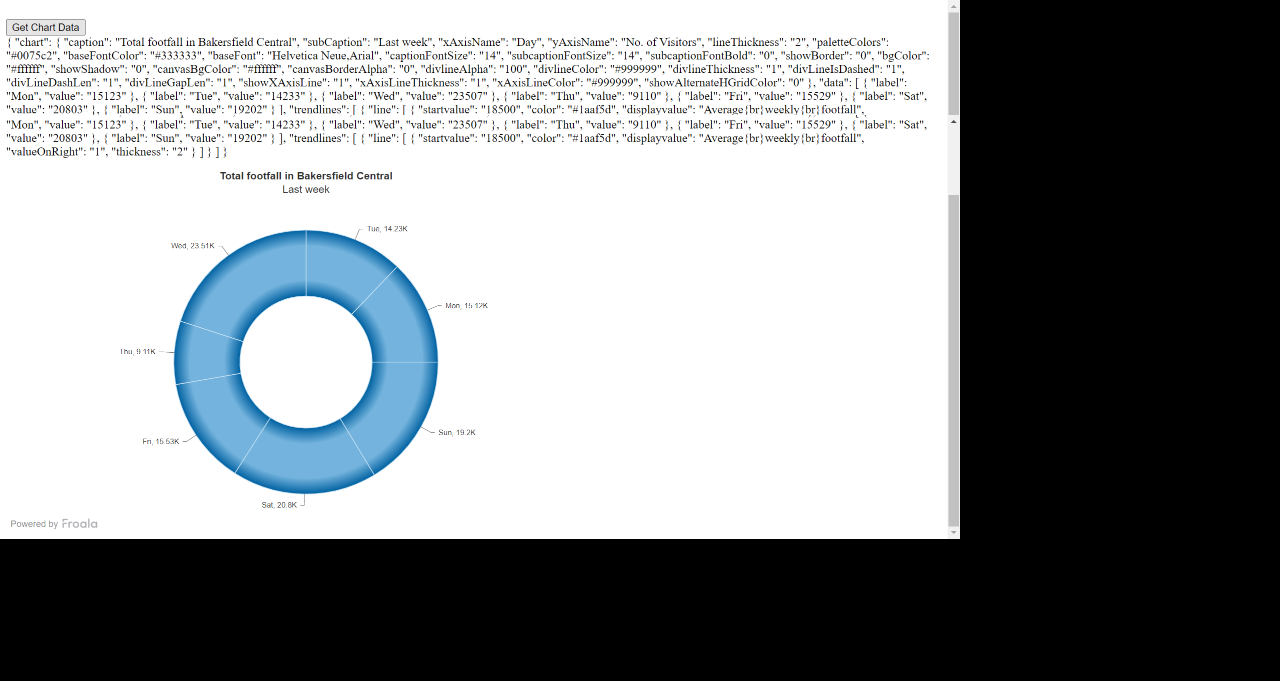 Get Chart Data
{ "chart": { "caption": "Total footfall in Bakersfield Central", "subCaption": "Last week", "xAxisName": "Day", "yAxisName": "No. of Visitors", "lineThickness": "2", "paletteColors":
"#0075c2", "baseFontColor": "#333333", "baseFont": "Helvetica Neue,Arial", "captionFontSize": "14", "subcaptionFontSize": "14", "subcaptionFontBold": "0", "showBorder": "0", "bgColor":
"#ffffff", "showShadow": "0", "canvasBgColor": "#ffffff", "canvasBorderAlpha": "0", "divlineAlpha": "100", "divlineColor": "#999999", "divlineThickness": "1", "divLineIsDashed": "1",
"divLineDashLen": "1", "divLineGapLen": "1", "showXAxisLine": "1", "xAxisLineThickness": "1", "xAxisLineColor": "#999999", "showAlternateHGridColor": "0" }, "data": [ { "label":
"Mon", "value": "15123" }, { "label": "Tue", "value": "14233" }, { "label": "Wed", "value": "23507" }, { "label": "Thu", "value": "9110" }, { "label": "Fri", "value": "15529" }, { "label": "Sat",
"value": "20803" }, { "label": "Sun", "value": "19202" } ], "trendlines": [ { "line": [ { "startvalue": "18500", "color": "#1aaf5d", "displayvalue": "Average{br}weekly{br}footfall",
"Mon", "value": "15123" }, { "label": "Tue", "value": "14233" }, { "label": "Wed", "value": "23507" }, { "label": "Thu", "value": "9110" }, { "label": "Fri", "value": "15529" }, { "label": "Sat",
"value": "20803" }, { "label": "Sun", "value": "19202" } ], "trendlines": [ { "line": [ { "startvalue": "18500", "color": "#1aaf5d", "displayvalue": "Average{br}weekly{br}footfall",
"valueOnRight": "1", "thickness": "2" } ] } ] }
Total footfall in Bakersfield Central
Last week
Tue, 14.23K
Wed, 23.51K
Mon, 15.12K
Thu, 9.11K
Sun, 19.2K
Fri, 15.53K
Sat, 20.8K
Powered by Froala